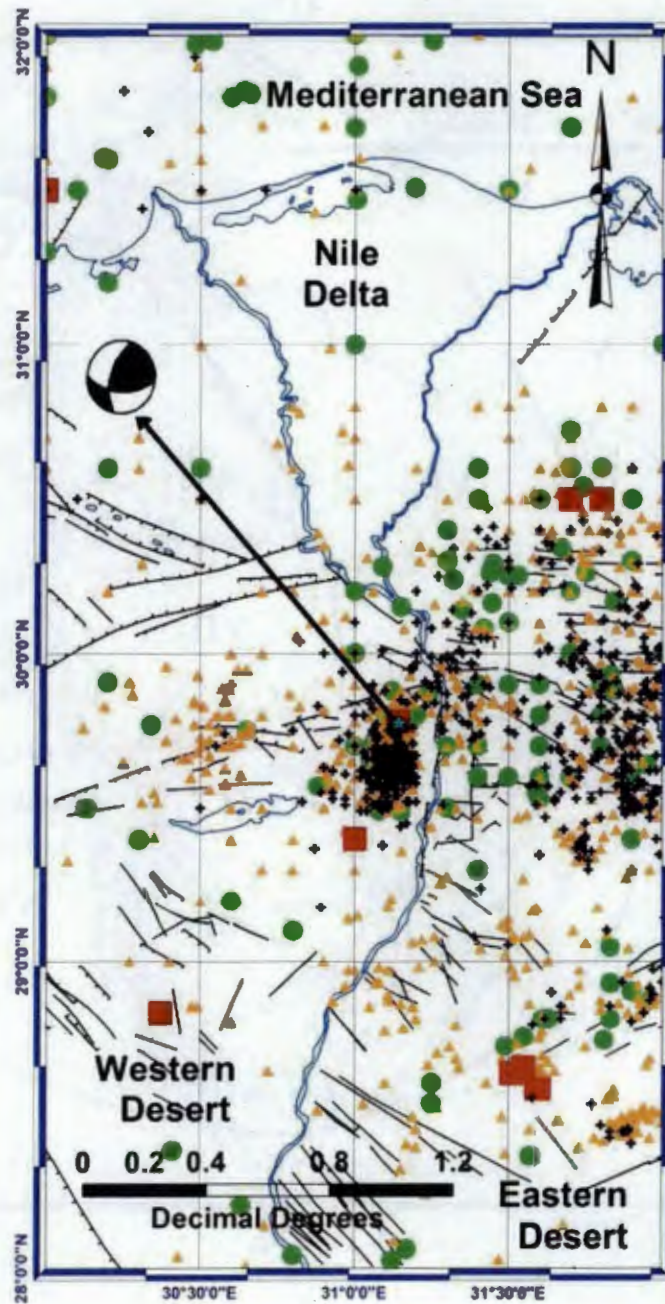 32°0'0"N
N
Mediterranean Sea
Nile
Delta
31°0'0"N
30°0'0"N
29°0'0"N
Western
Desert
0 0.2 0.4 0.8 1.2
Decimal Degrees
Eastern
Desert
28°0'0"N
30°30'0"E 31°0'0"E 31°30'0"E